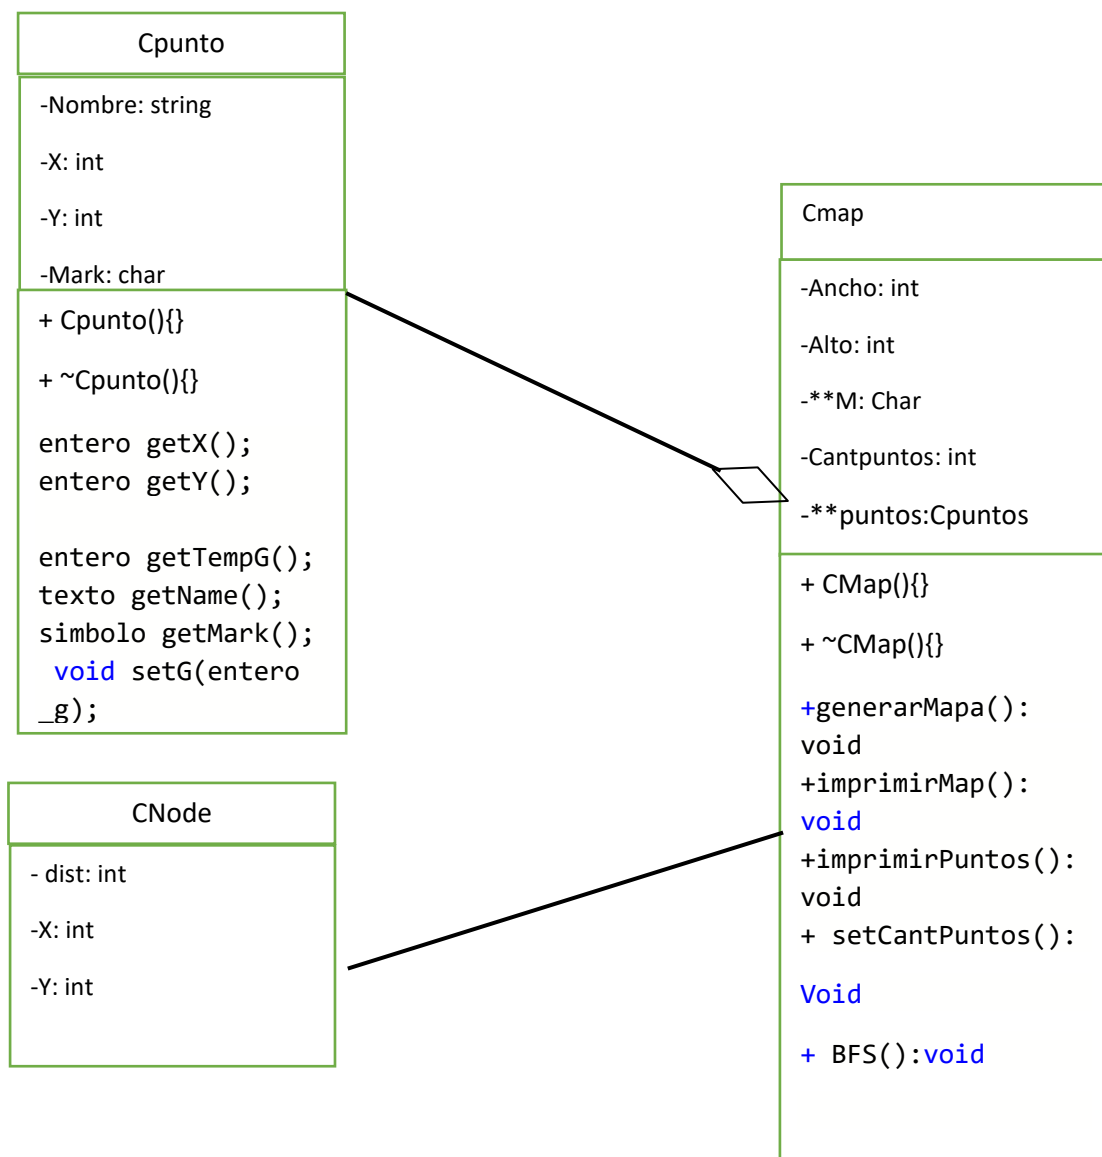 Cpunto
-Nombre: string
-X: int
-Y: int
-Mark: char
+ Cpunto(){}
+ ~Cpunto(){}
entero getX();
entero getY();
entero getTempG();
texto getName();
simbolo getMark();
void setG(entero
_g);
CNode
- dist: int
-X: int
-Y: int
Cmap
-Ancho: int
-Alto: int
-**M: Char
-Cantpuntos: int
-**puntos:Cpuntos
+ CMap(){}
+ ~CMap(){}
+generarMapa():
void
+imprimirMap():
void
+imprimirPuntos():
void
+ setCantPuntos():
Void
+ BFS():void